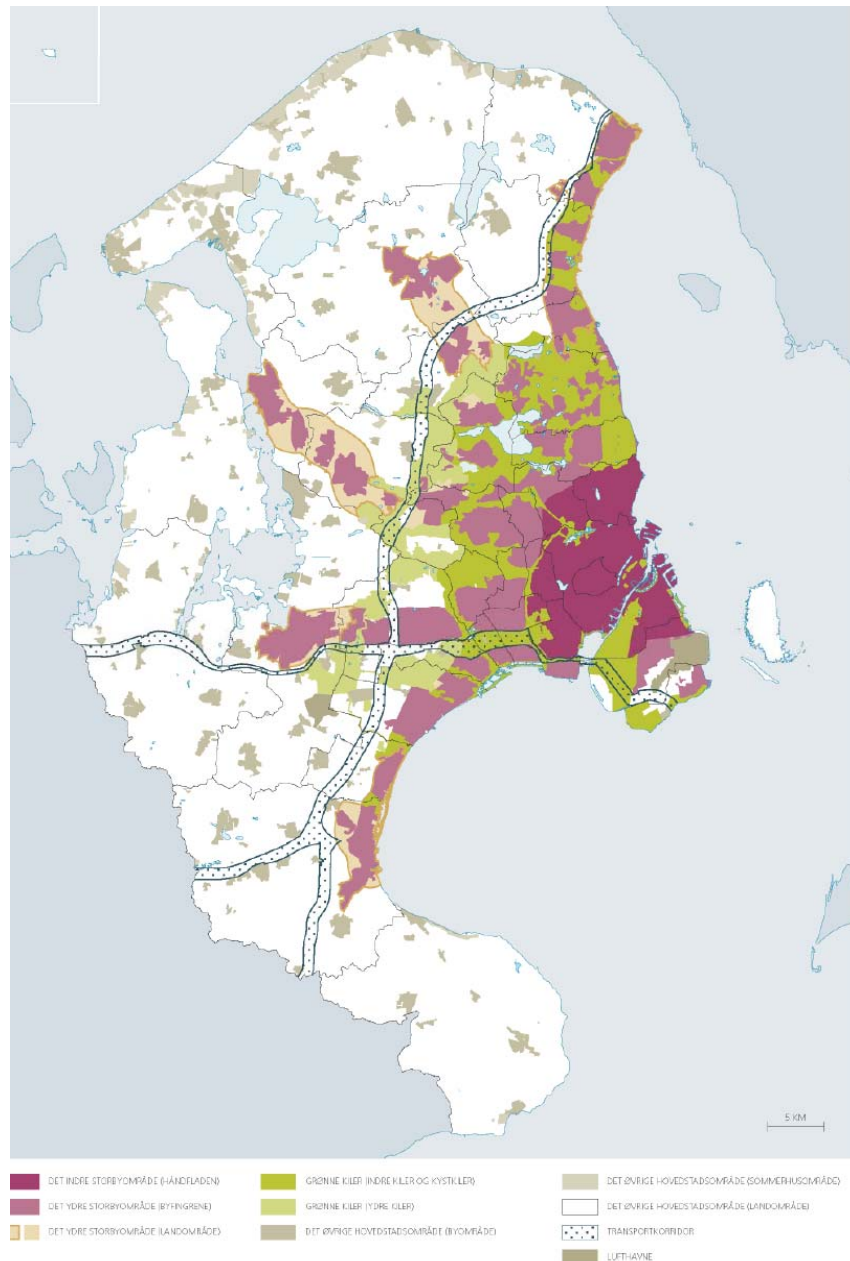 5 KM
DET INDRE STORBYOMRÅDE (HÅNDFLADEN)
DET YDRE STORBYOMRÅDE (BYFINGRENE)
DET YDRE STORBYOMRÅDE (LANDOMRÅDE)
GRØNNE KILER (INDRE KILER OG KYSTKILER)
GRØNNE KILER (YDRE KILER)
DET ØVRIGE HOVEDSTADSOMRÅDE (BYOMRÅDE)
DET ØVRIGE HOVEDSTADSOMRÅDE (SOMMERHUSOMRÅDE)
DET ØVRIGE HOVEDSTADSOMRÅDE (LANDOMRÅDE)
TRANSPORTKORRIDOR
LUFTHAVNE